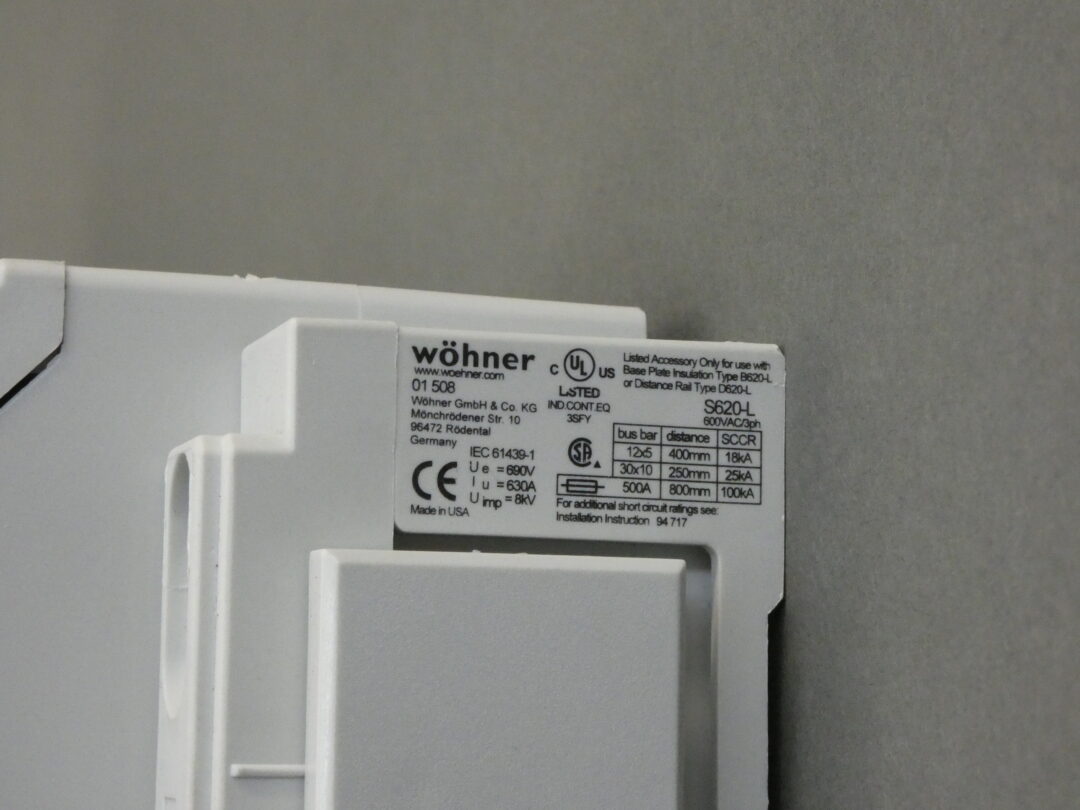 wöhner
www.woehner.com
01 508
Wöhner GmbH & Co. KG
Mönchrödener Str. 10
96472 Rödental
Germany
IEC 61439-1
CE
U e = 690V
I u = 630A
U imp = 8kV
Made in USA
C UL US
LISTED
IND.CONT.EQ
3SFY
SA
Listed Accessory Only for use with
Base Plate Insulation Type B620-L
or Distance Rail Type D620-L
S620-L
600VAC/3ph
bus bar distance SCCR
12x5 400mm 18kA
30x10 250mm 25kA
500A 800mm 100kA
For additional short circuit ratings see:
Installation Instruction 94 717